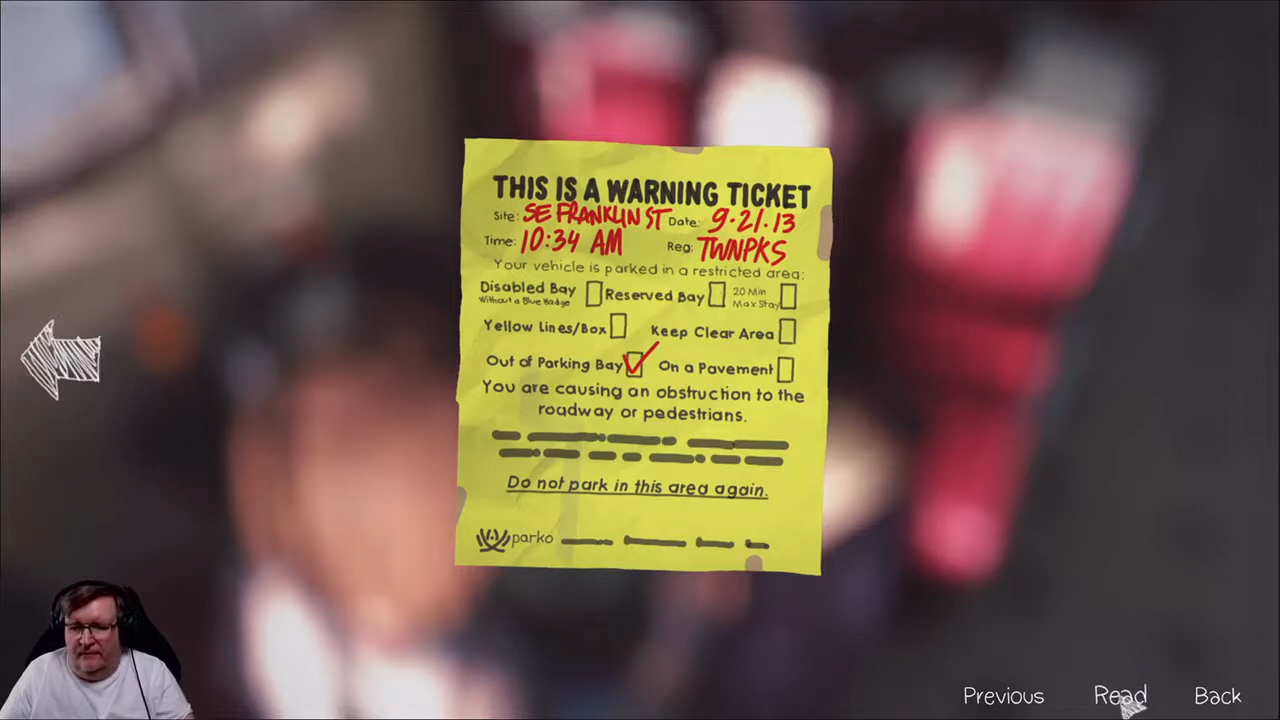 THIS IS A WARNING TICKET
Site: SE FRANKLIN ST Date: 9·21·13
Time: 10:34 AM Reg: TWNPKS
Your vehicle is parked in a restricted area:
Disabled Bay Reserved Bay 20 Min
Without a Blue Badge Max Stay
Yellow Lines/Box Keep Clear Area
Out of Parking Bay On a Pavement
You are causing an obstruction to the
roadway or pedestrians.
Do not park in this area again.
parko
Previous Read Back